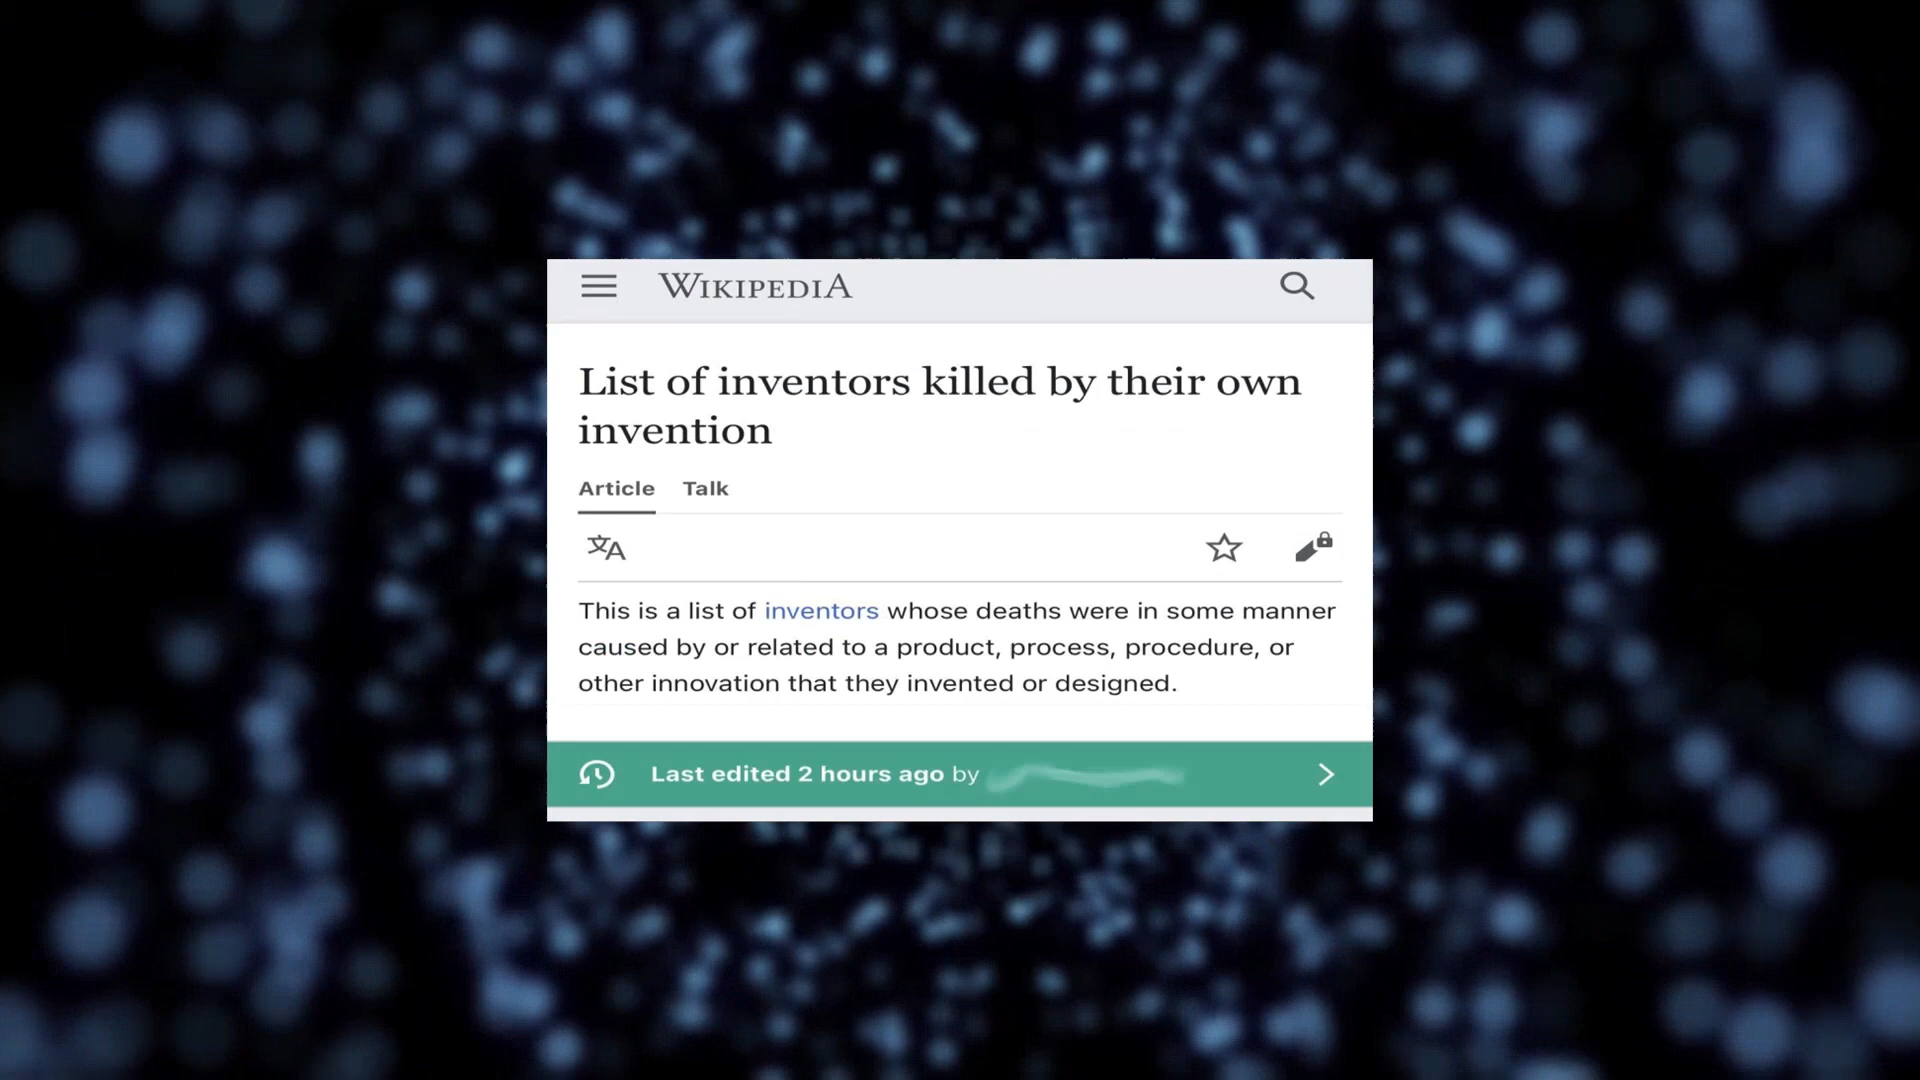 WIKIPEDIA
List of inventors killed by their own
invention
Article Talk
文A
This is a list of inventors whose deaths were in some manner
caused by or related to a product, process, procedure, or
other innovation that they invented or designed.
Last edited 2 hours ago by